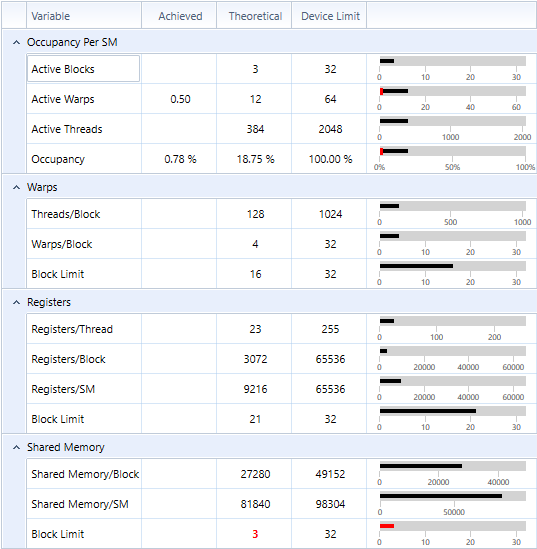 Variable Achieved Theoretical Device Limit
Occupancy Per SM
Active Blocks 3 32
0 10 20 30
Active Warps 0.50 12 64
0 20 40 60
Active Threads 384 2048
0 1000 2000
Occupancy 0.78 % 18.75 % 100.00 %
0% 50% 100%
Warps
Threads/Block 128 1024
0 500 1000
Warps/Block 4 32
0 10 20 30
Block Limit 16 32
0 10 20 30
Registers
Registers/Thread 23 255
0 100 200
Registers/Block 3072 65536
0 20000 40000 60000
Registers/SM 9216 65536
0 20000 40000 60000
Block Limit 21 32
0 10 20 30
Shared Memory
Shared Memory/Block 27280 49152
0 20000 40000
Shared Memory/SM 81840 98304
0 50000
Block Limit 3 32
0 10 20 30